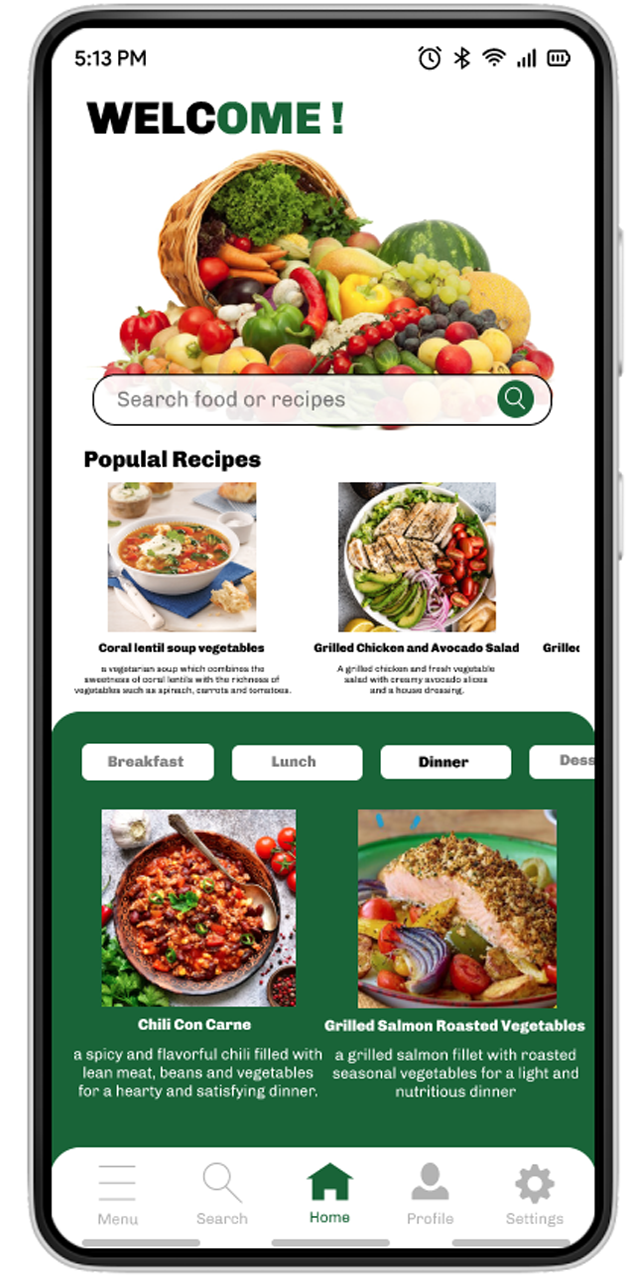 5:13 PM
WELCOME !
Search food or recipes
Populal Recipes
Coral lentil soup vegetables
a vegetarian soup which combines the
sweetness of coral lentils with the richness of
vegetables such as spinach, carrots and tomatoes.
Grilled Chicken and Avocado Salad
A grilled chicken and fresh vegetable
salad with creamy avocado slices
and a house dressing.
Grilled
Breakfast
Lunch
Dinner
Dess
Chili Con Carne
a spicy and flavorful chili filled with
lean meat, beans and vegetables
for a hearty and satisfying dinner.
Grilled Salmon Roasted Vegetables
a grilled salmon fillet with roasted
seasonal vegetables for a light and
nutritious dinner
Menu
Search
Home
Profile
Settings